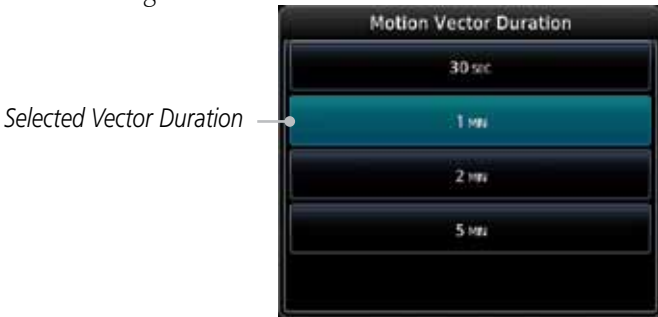 Motion Vector Duration
30 SEC
Selected Vector Duration
1 MIN
2 MIN
5 MIN